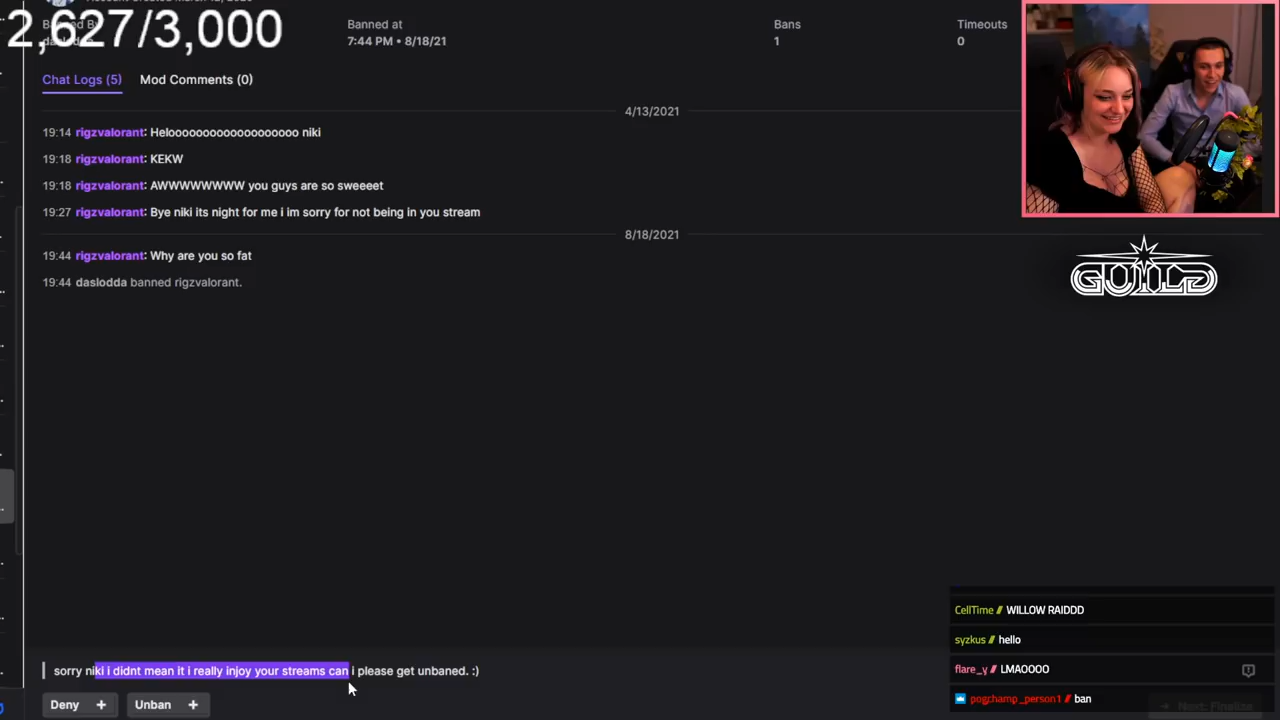 2,627/3,000
Banned at
Bans
Timeouts
7:44 PM • 8/18/21
1
0
Chat Logs (5)
Mod Comments (0)
4/13/2021
19:14 rigzvalorant: Heloooooooooooooooooo niki
19:18 rigzvalorant: KEKW
19:18 rigzvalorant: AWWWWWWWW you guys are so sweeeet
19:27 rigzvalorant: Bye niki its night for me i im sorry for not being in you stream
8/18/2021
19:44 rigzvalorant: Why are you so fat
19:44 daslodda banned rigzvalorant.
GUILD
CellTime // WILLOW RAIDDD
syzkus // hello
flare_y // LMAOOOO
pogchamp_person1 // ban
sorry niki i didnt mean it i really injoy your streams can i please get unbaned. :)
Deny +
Unban +
Next: Finalize